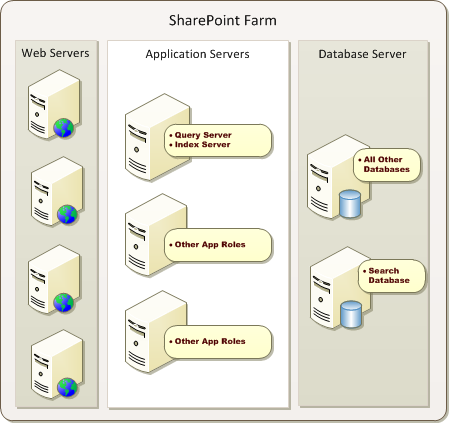 SharePoint Farm
Web Servers
Application Servers
• Query Server
• Index Server
• Other App Roles
• Other App Roles
Database Server
• All Other
Databases
• Search
Database